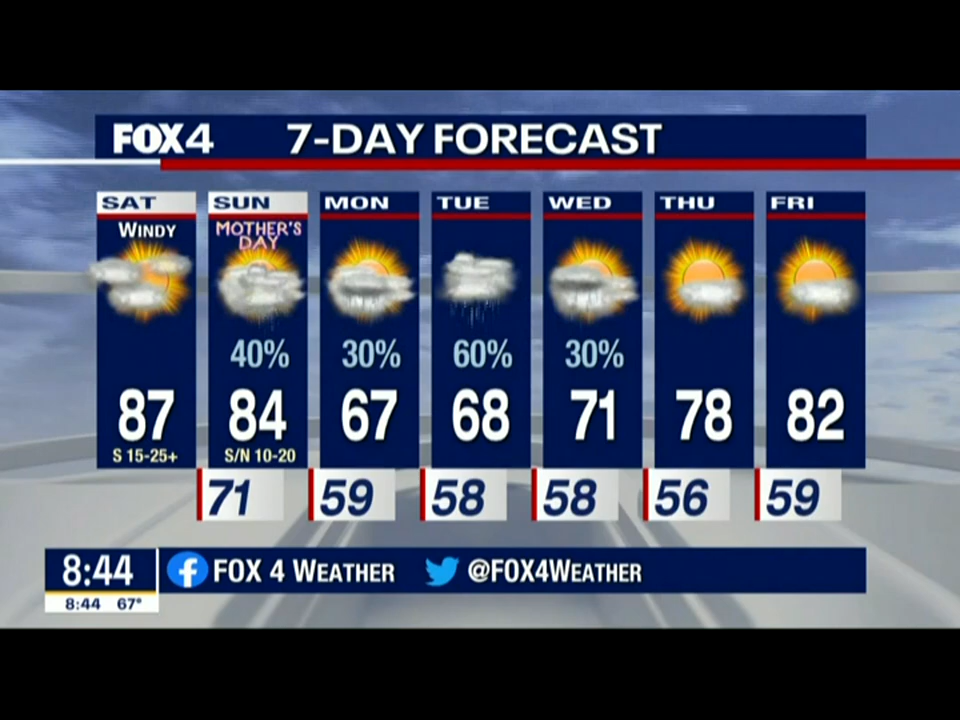 FOX4 7-DAY FORECAST
SAT SUN MON TUE WED THU FRI
WINDY MOTHER'S
DAY
40% 30% 60% 30%
87 84 67 68 71 78 82
S 15-25+ S/N 10-20
71 59 58 58 56 59
8:44 FOX 4 WEATHER @FOX4WEATHER
8:44 67°